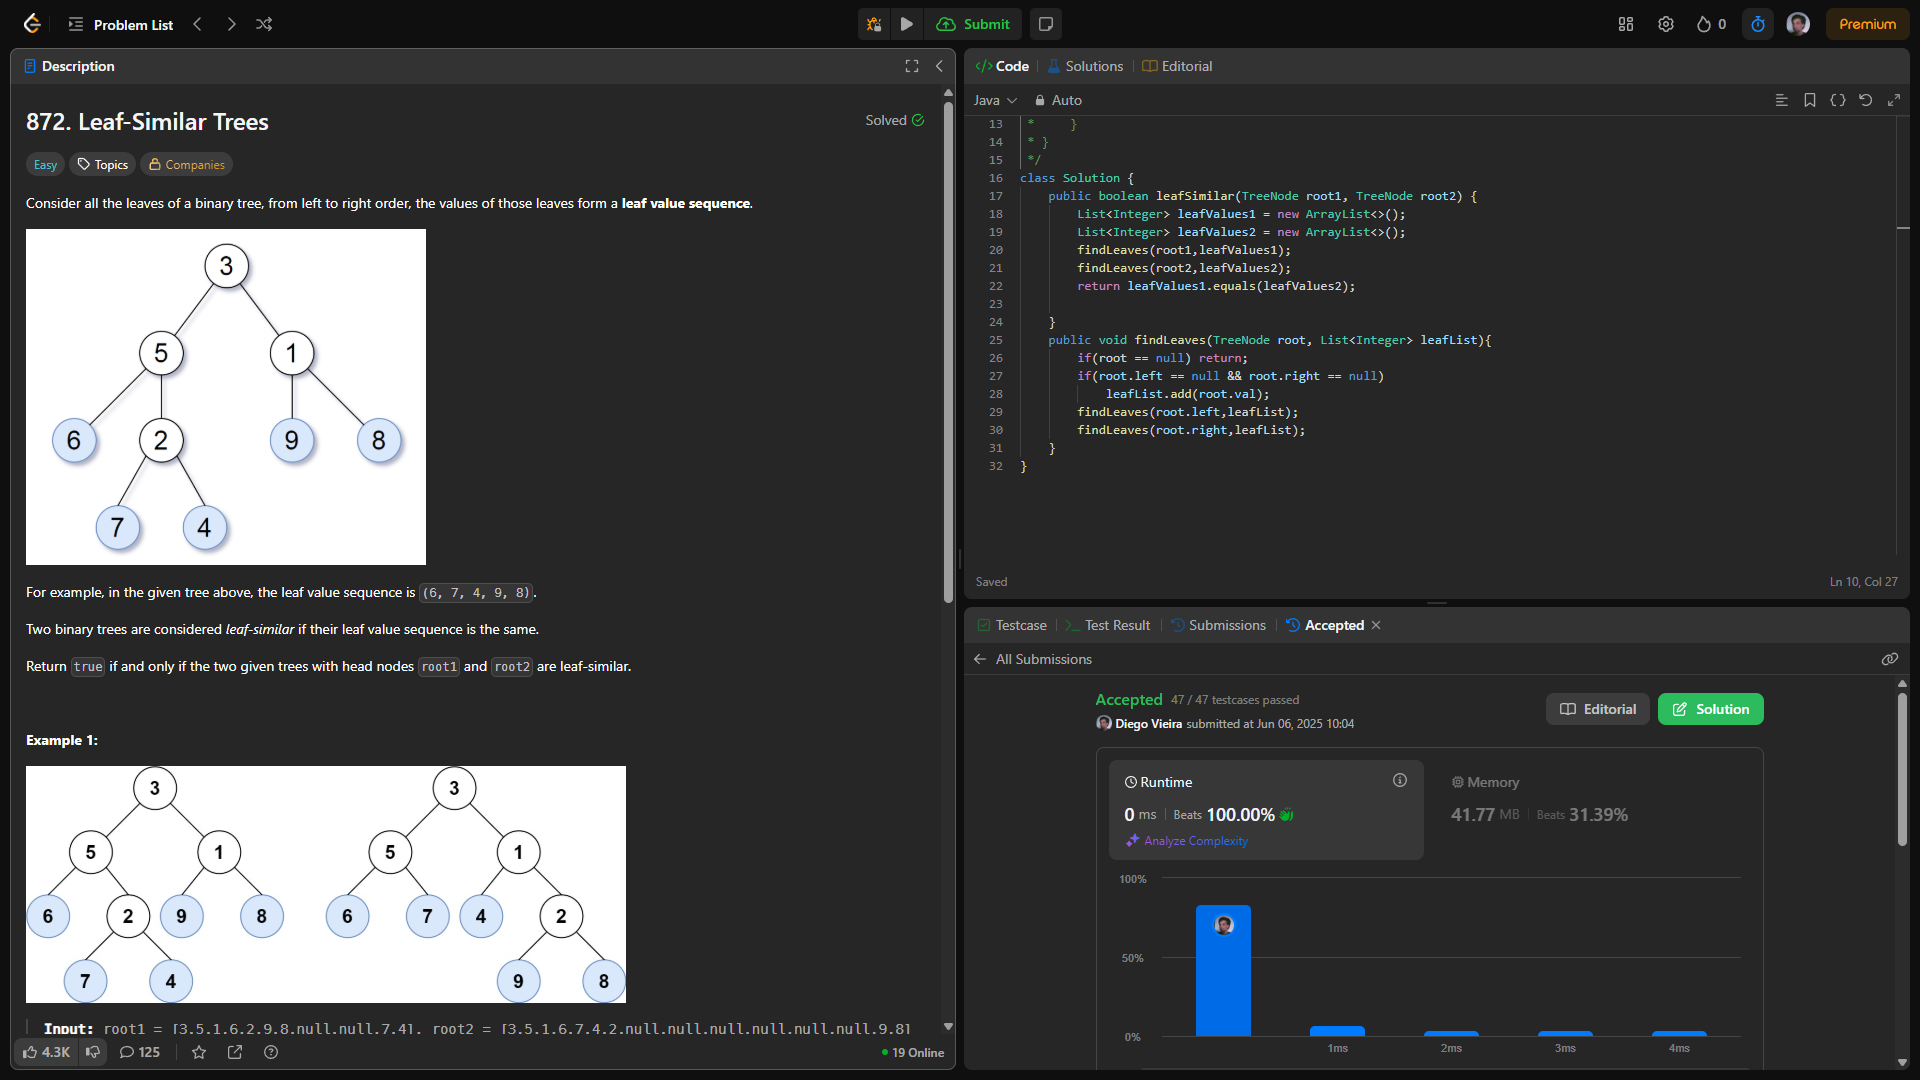 Problem List
Submit
0
Premium
Description
872. Leaf-Similar Trees
Solved
Easy
Topics
Companies
Consider all the leaves of a binary tree, from left to right order, the values of those leaves form a leaf value sequence.
3
5 1
6 2 9 8
7 4
For example, in the given tree above, the leaf value sequence is (6, 7, 4, 9, 8).
Two binary trees are considered leaf-similar if their leaf value sequence is the same.
Return true if and only if the two given trees with head nodes root1 and root2 are leaf-similar.
Example 1:
3 3
5 1 5 1
6 2 9 8 6 7 4 2
7 4 9 8
Input: root1 = [3,5,1,6,2,9,8,null,null,7,4], root2 = [3,5,1,6,7,4,2,null,null,null,null,null,null,9,8]
4.3K
125
19 Online
</> Code
Solutions
Editorial
Java
Auto
13 * }
14 * }
15 */
16 class Solution {
17 public boolean leafSimilar(TreeNode root1, TreeNode root2) {
18 List<Integer> leafValues1 = new ArrayList<>();
19 List<Integer> leafValues2 = new ArrayList<>();
20 findLeaves(root1,leafValues1);
21 findLeaves(root2,leafValues2);
22 return leafValues1.equals(leafValues2);
23
24 }
25 public void findLeaves(TreeNode root, List<Integer> leafList){
26 if(root == null) return;
27 if(root.left == null && root.right == null)
28 leafList.add(root.val);
29 findLeaves(root.left,leafList);
30 findLeaves(root.right,leafList);
31 }
32 }
Saved
Ln 10, Col 27
Testcase
Test Result
Submissions
Accepted
All Submissions
Accepted 47 / 47 testcases passed
Diego Vieira submitted at Jun 06, 2025 10:04
Editorial
Solution
Runtime
0 ms Beats 100.00%
Analyze Complexity
Memory
41.77 MB Beats 31.39%
100%
50%
0%
1ms 2ms 3ms 4ms